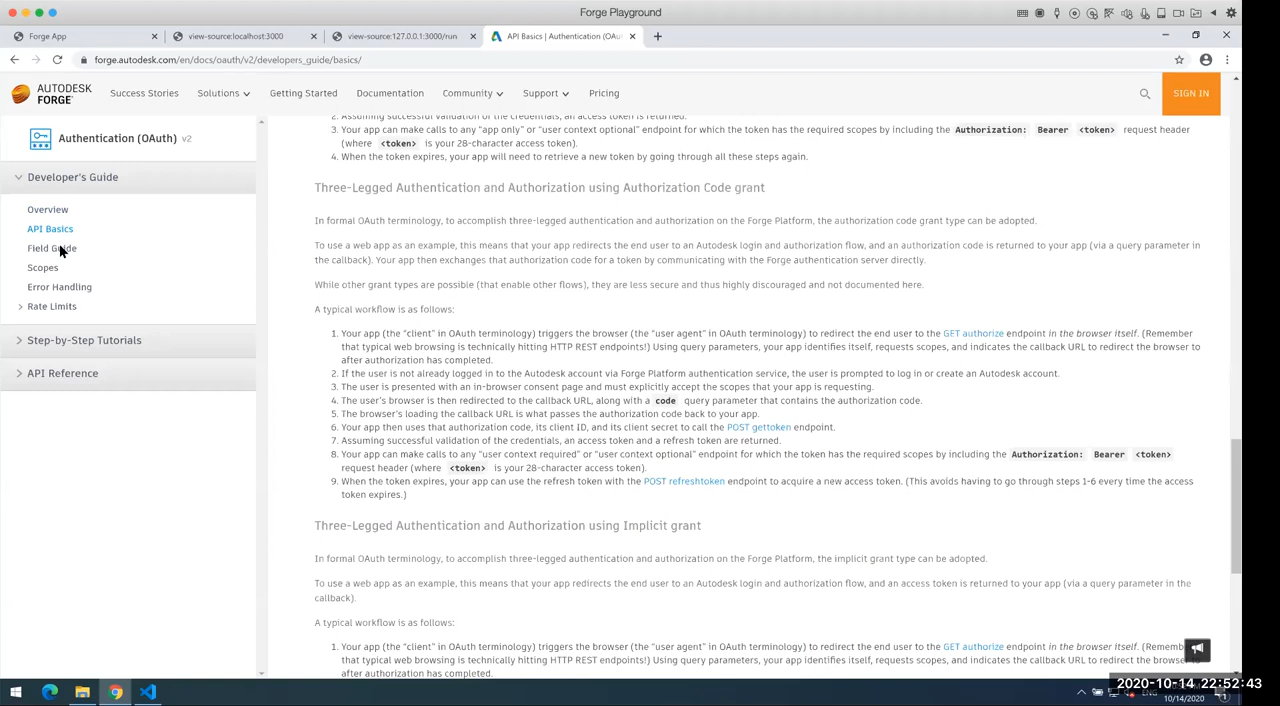 Forge Playground
Forge App
view-source:localhost:3000
view-source:127.0.0.1:3000/run
API Basics | Authentication (OAu
forge.autodesk.com/en/docs/oauth/v2/developers_guide/basics/
AUTODESK FORGE
Success Stories
Solutions
Getting Started
Documentation
Community
Support
Pricing
SIGN IN
Authentication (OAuth) v2
Developer's Guide
Overview
API Basics
Field Guide
Scopes
Error Handling
Rate Limits
Step-by-Step Tutorials
API Reference
2. Assuming successful validation of the credentials, an access token is returned.
3. Your app can make calls to any "app only" or "user context optional" endpoint for which the token has the required scopes by including the Authorization: Bearer <token> request header
(where <token> is your 28-character access token).
4. When the token expires, your app will need to retrieve a new token by going through all these steps again.
Three-Legged Authentication and Authorization using Authorization Code grant
In formal OAuth terminology, to accomplish three-legged authentication and authorization on the Forge Platform, the authorization code grant type can be adopted.
To use a web app as an example, this means that your app redirects the end user to an Autodesk login and authorization flow, and an authorization code is returned to your app (via a query parameter in
the callback). Your app then exchanges that authorization code for a token by communicating with the Forge authentication server directly.
While other grant types are possible (that enable other flows), they are less secure and thus highly discouraged and not documented here.
A typical workflow is as follows:
1. Your app (the "client" in OAuth terminology) triggers the browser (the "user agent" in OAuth terminology) to redirect the end user to the GET authorize endpoint in the browser itself. (Remember
that typical web browsing is technically hitting HTTP REST endpoints!) Using query parameters, your app identifies itself, requests scopes, and indicates the callback URL to redirect the browser to
after authorization has completed.
2. If the user is not already logged in to the Autodesk account via Forge Platform authentication service, the user is prompted to log in or create an Autodesk account.
3. The user is presented with an in-browser consent page and must explicitly accept the scopes that your app is requesting.
4. The user's browser is then redirected to the callback URL, along with a code query parameter that contains the authorization code.
5. The browser's loading the callback URL is what passes the authorization code back to your app.
6. Your app then uses that authorization code, its client ID, and its client secret to call the POST gettoken endpoint.
7. Assuming successful validation of the credentials, an access token and a refresh token are returned.
8. Your app can make calls to any "user context required" or "user context optional" endpoint for which the token has the required scopes by including the Authorization: Bearer <token>
request header (where <token> is your 28-character access token).
9. When the token expires, your app can use the refresh token with the POST refreshtoken endpoint to acquire a new access token. (This avoids having to go through steps 1-6 every time the access
token expires.)
Three-Legged Authentication and Authorization using Implicit grant
In formal OAuth terminology, to accomplish three-legged authentication and authorization on the Forge Platform, the implicit grant type can be adopted.
To use a web app as an example, this means that your app redirects the end user to an Autodesk login and authorization flow, and an access token is returned to your app (via a query parameter in the
callback).
A typical workflow is as follows:
1. Your app (the "client" in OAuth terminology) triggers the browser (the "user agent" in OAuth terminology) to redirect the end user to the GET authorize endpoint in the browser itself. (Remember
that typical web browsing is technically hitting HTTP REST endpoints!) Using query parameters, your app identifies itself, requests scopes, and indicates the callback URL to redirect the browser to
after authorization has completed.
2020-10-14 22:52:43
ENG
10/14/2020